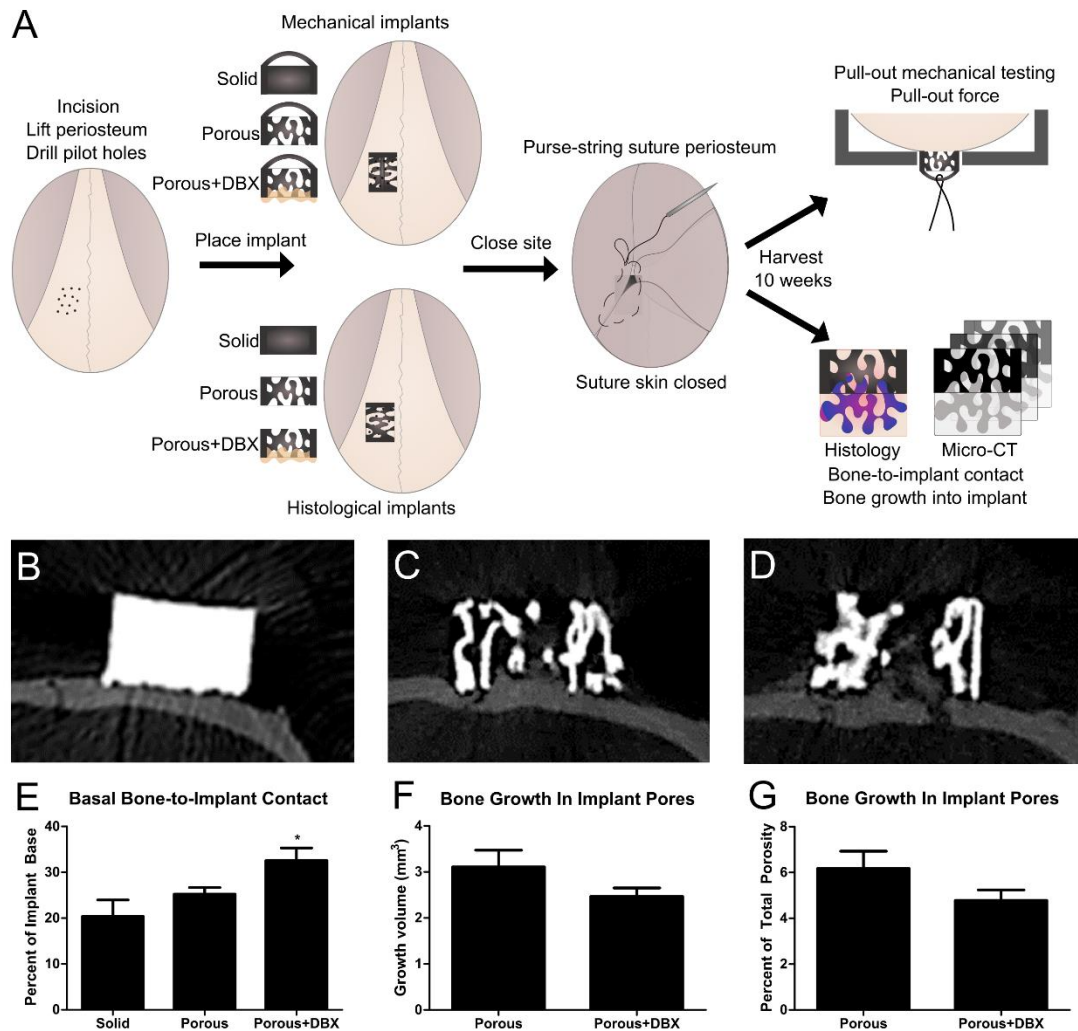 A
Mechanical implants
Solid
Porous
Porous+DBX
Incision
Lift periosteum
Drill pilot holes
Place implant
Solid
Porous
Porous+DBX
Histological implants
Close site
Purse-string suture periosteum
Suture skin closed
Harvest
10 weeks
Pull-out mechanical testing
Pull-out force
Histology
Micro-CT
Bone-to-implant contact
Bone growth into implant
B
C
D
E
Basal Bone-to-Implant Contact
Percent of Implant Base
40
30
20
10
0
*
Solid
Porous
Porous+DBX
F
Bone Growth In Implant Pores
Growth volume (mm³)
4
3
2
1
0
Porous
Porous+DBX
G
Bone Growth In Implant Pores
Percent of Total Porosity
8
6
4
2
0
Porous
Porous+DBX